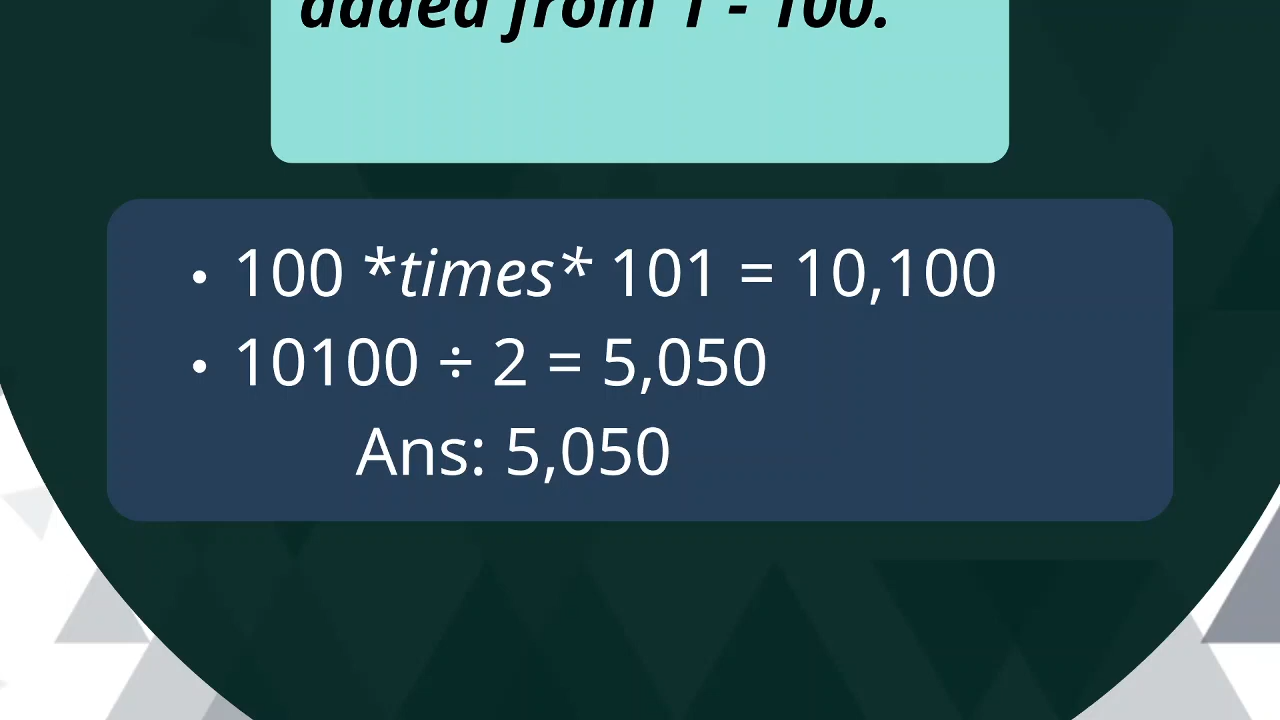 added from 1 - 100.
• 100 *times* 101 = 10,100
• 10100 ÷ 2 = 5,050
Ans: 5,050